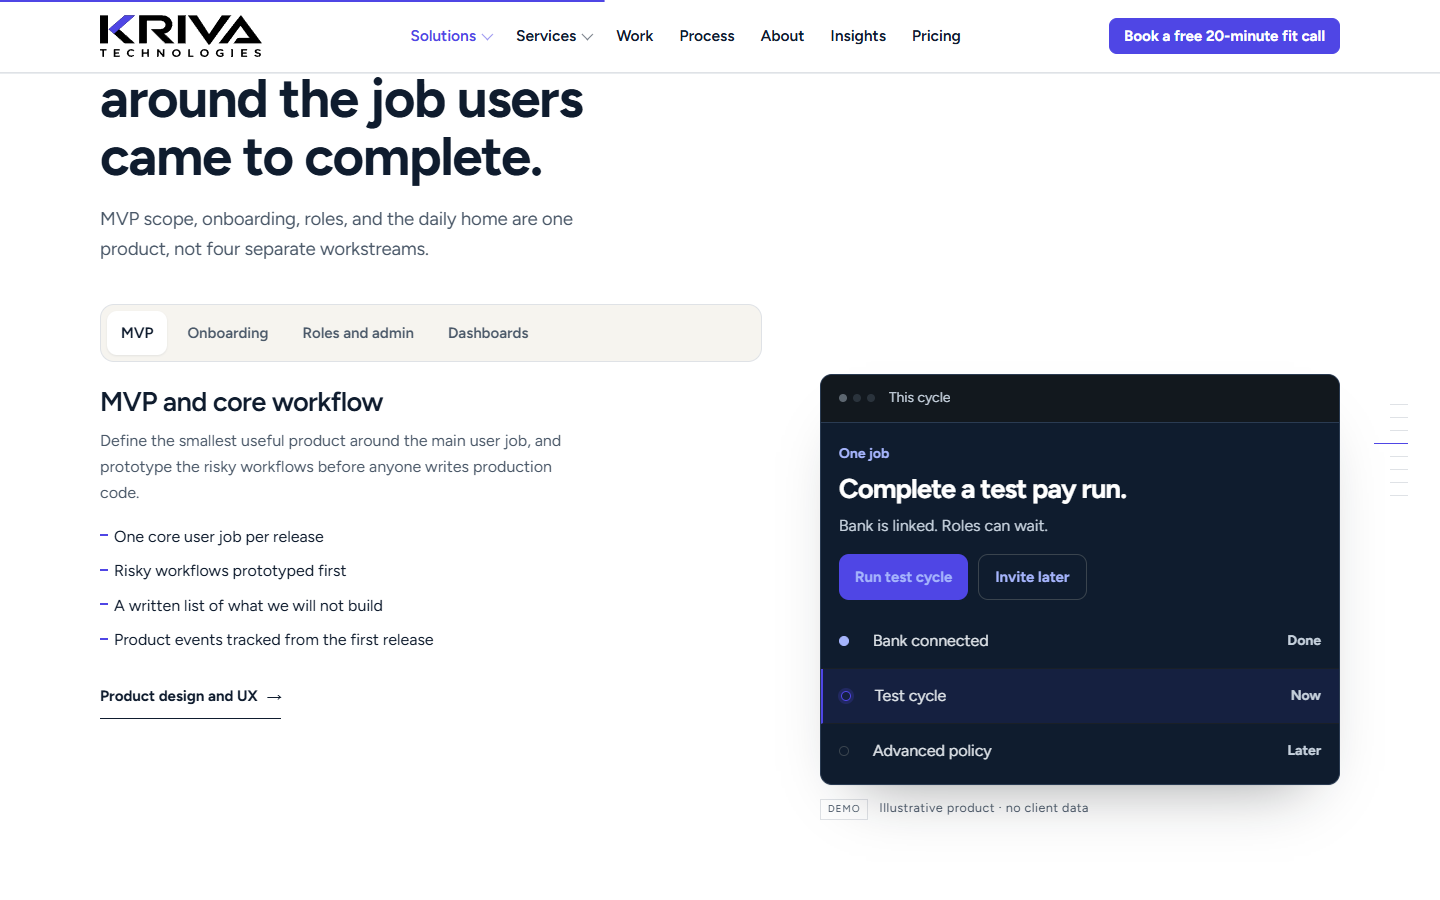 KRIVA
TECHNOLOGIES
Solutions
Services
Work
Process
About
Insights
Pricing
Book a free 20-minute fit call
around the job users
came to complete.
MVP scope, onboarding, roles, and the daily home are one
product, not four separate workstreams.
MVP
Onboarding
Roles and admin
Dashboards
MVP and core workflow
Define the smallest useful product around the main user job, and
prototype the risky workflows before anyone writes production
code.
One core user job per release
Risky workflows prototyped first
A written list of what we will not build
Product events tracked from the first release
Product design and UX →
This cycle
One job
Complete a test pay run.
Bank is linked. Roles can wait.
Run test cycle
Invite later
Bank connected Done
Test cycle Now
Advanced policy Later
DEMO Illustrative product · no client data